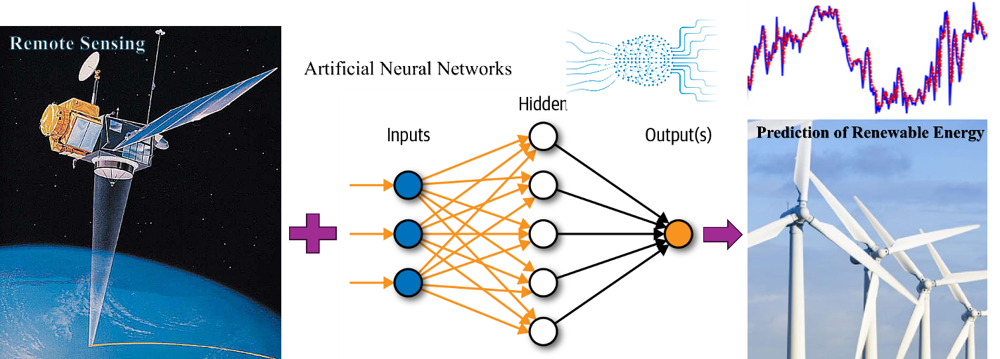 Remote Sensing
Artificial Neural Networks
Hidden
Inputs
Output(s)
Prediction of Renewable Energy